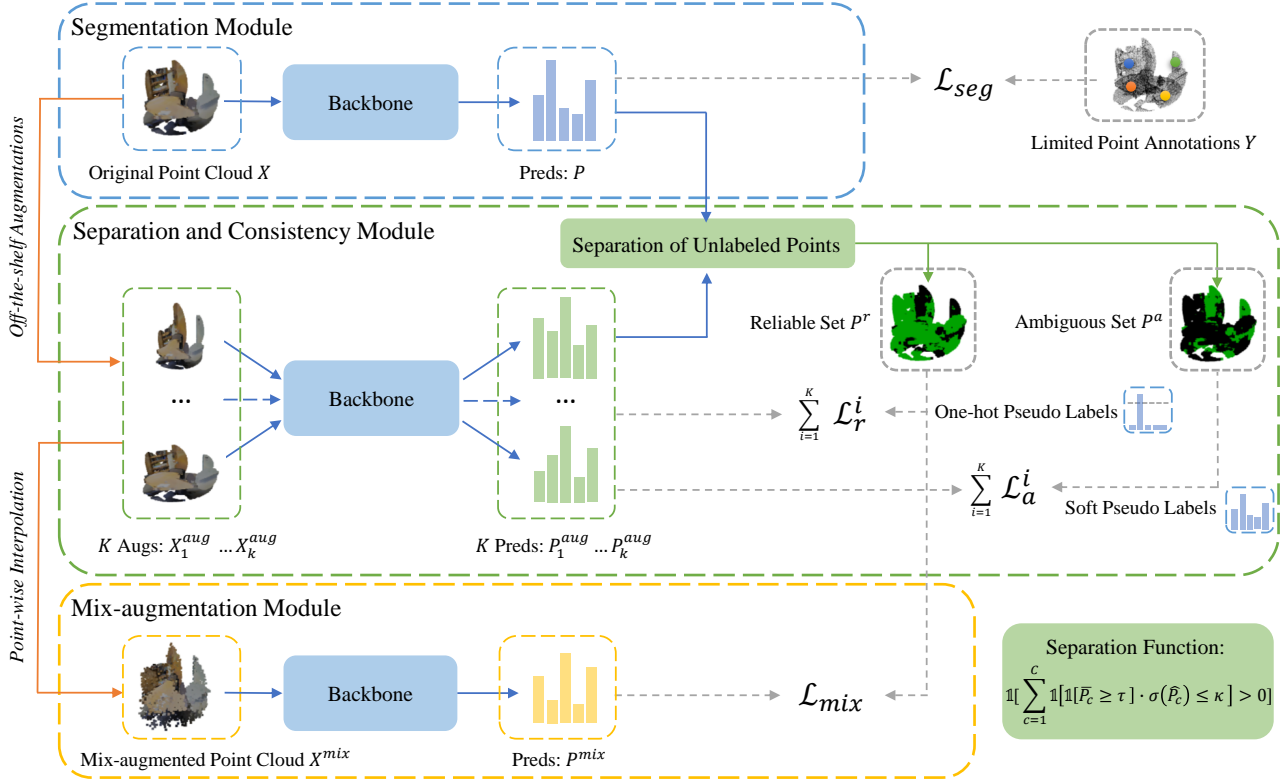 Segmentation Module
Backbone
Original Point Cloud X
Preds: P
ℒ_seg
Limited Point Annotations Y
Off-the-shelf Augmentations
Separation and Consistency Module
Separation of Unlabeled Points
Reliable Set P^r
Ambiguous Set P^a
...
Backbone
...
∑_{i=1}^{K} ℒ_r^i
One-hot Pseudo Labels
∑_{i=1}^{K} ℒ_a^i
Soft Pseudo Labels
K Augs: X_1^{aug} ...X_k^{aug}
K Preds: P_1^{aug} ...P_k^{aug}
Point-wise Interpolation
Mix-augmentation Module
Backbone
ℒ_mix
Mix-augmented Point Cloud X^{mix}
Preds: P^{mix}
Separation Function:
𝟙[∑_{c=1}^{C} 𝟙[𝟙[P̅_c ≥ τ] · σ(P̂_c) ≤ κ] > 0]